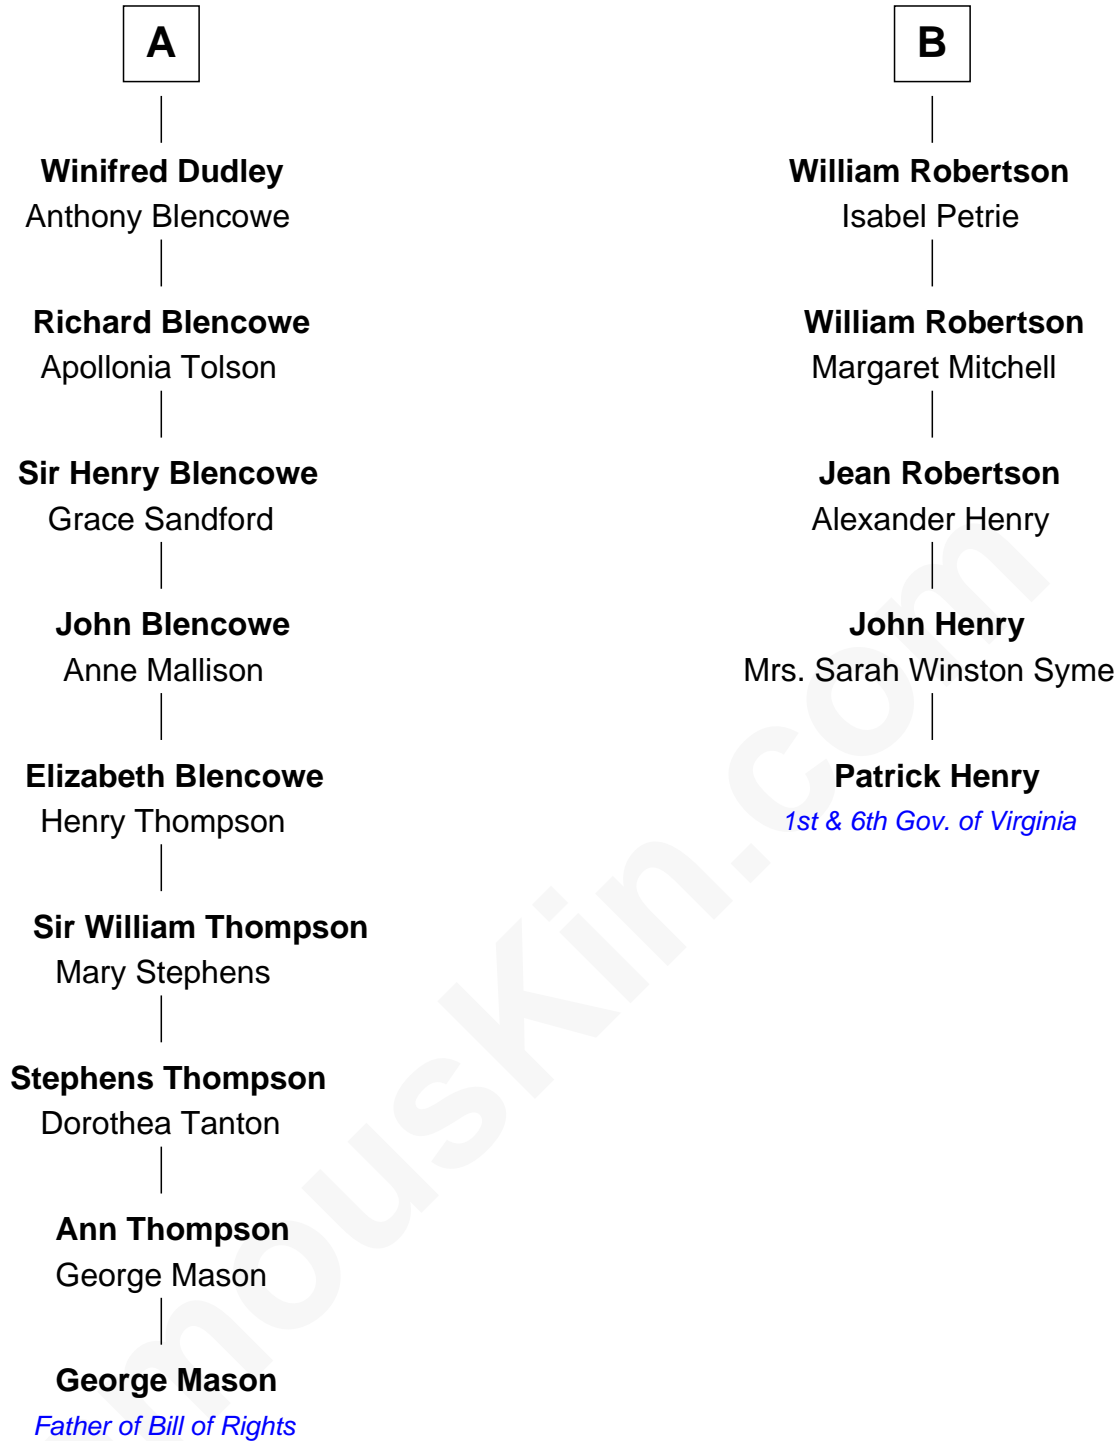 A
Winifred Dudley
Anthony Blencowe
Richard Blencowe
Apollonia Tolson
Sir Henry Blencowe
Grace Sandford
John Blencowe
Anne Mallison
Elizabeth Blencowe
Henry Thompson
Sir William Thompson
Mary Stephens
Stephens Thompson
Dorothea Tanton
Ann Thompson
George Mason
George Mason
Father of Bill of Rights
B
William Robertson
Isabel Petrie
William Robertson
Margaret Mitchell
Jean Robertson
Alexander Henry
John Henry
Mrs. Sarah Winston Syme
Patrick Henry
1st & 6th Gov. of Virginia
mousKin.com